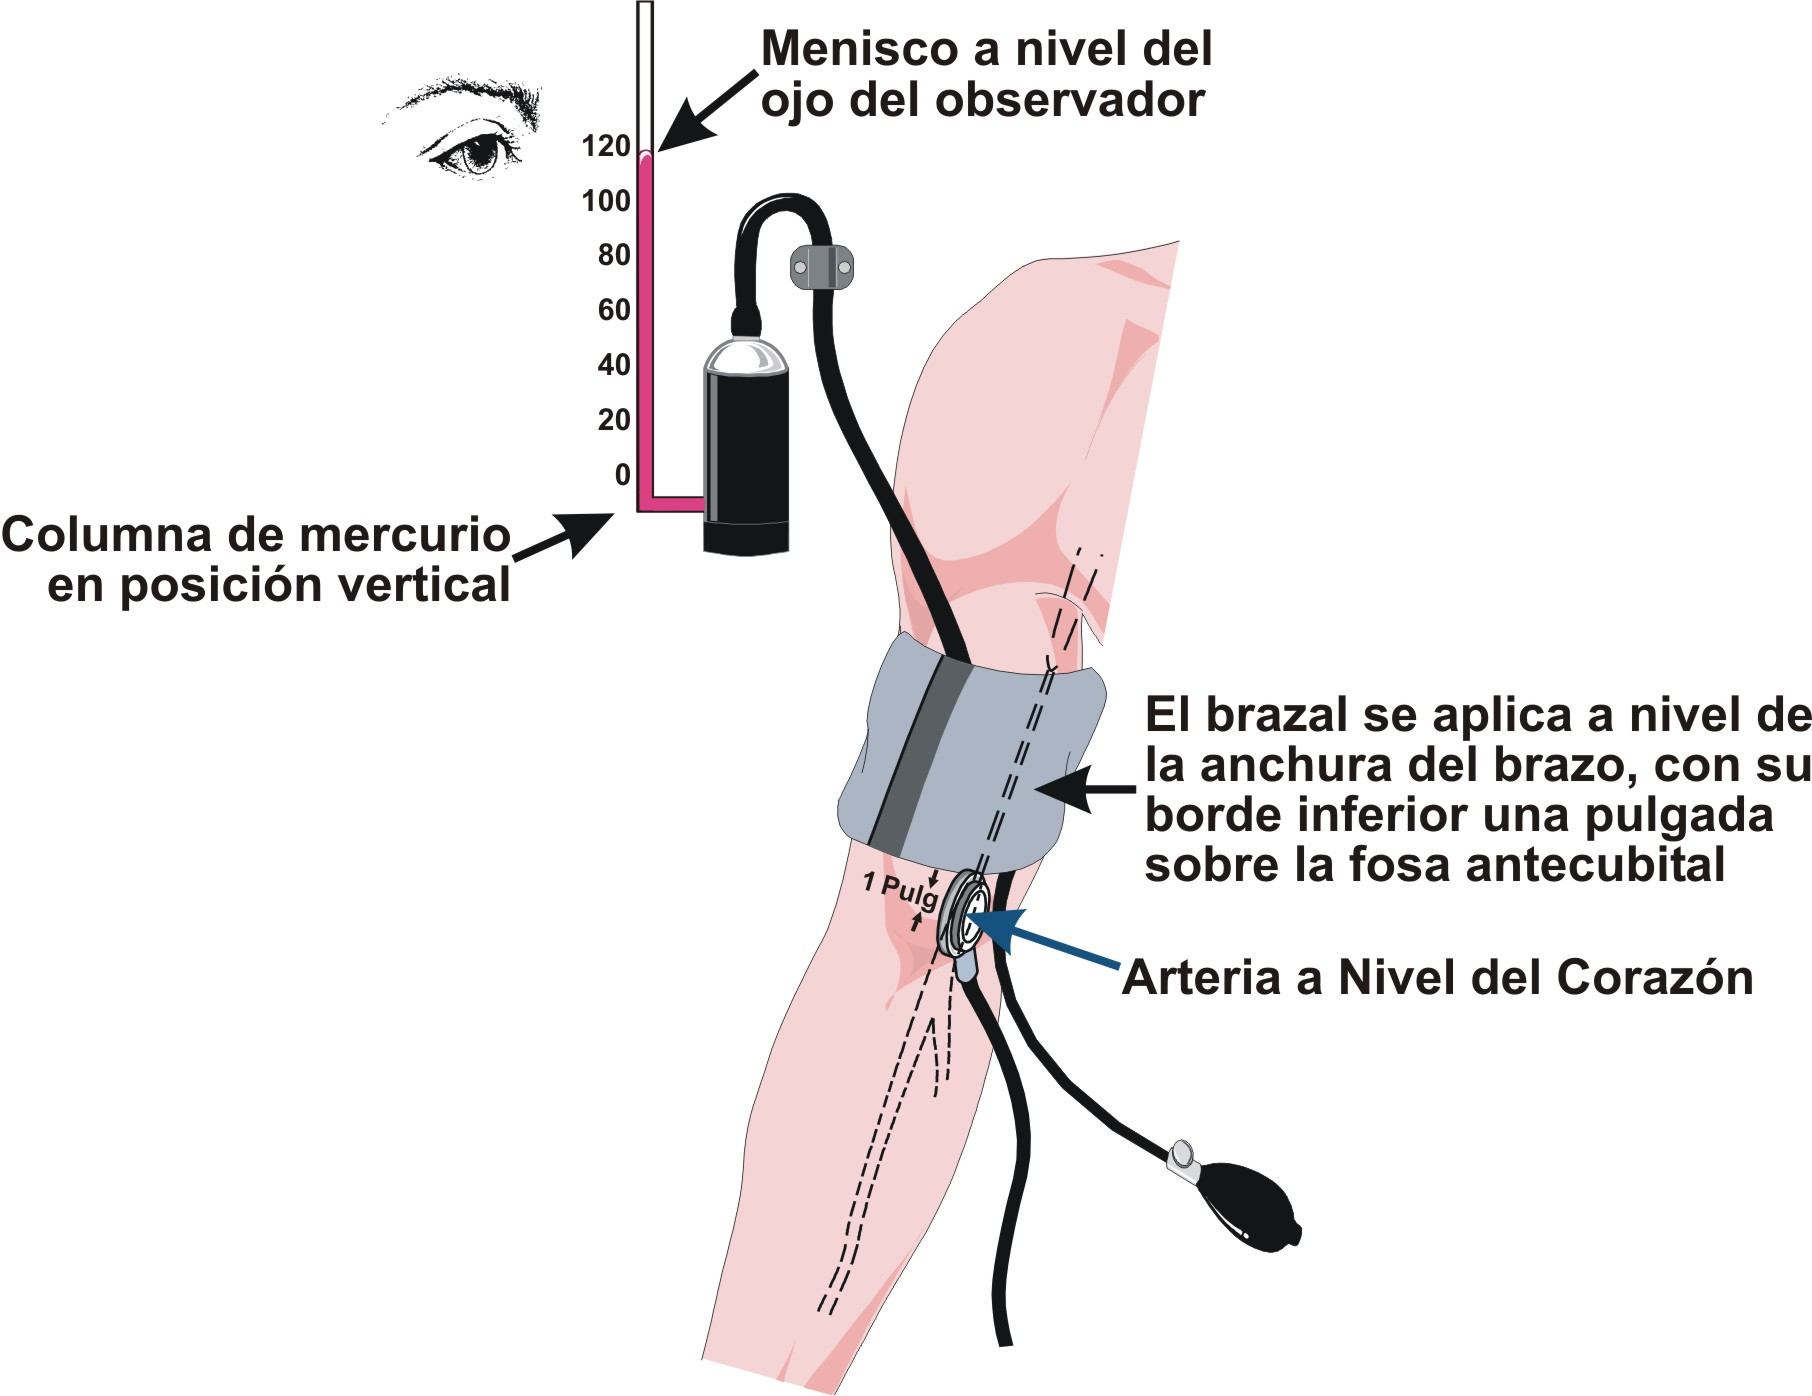 Menisco a nivel del
ojo del observador
120
100
80
60
40
20
0
Columna de mercurio
en posición vertical
El brazal se aplica a nivel de
la anchura del brazo, con su
borde inferior una pulgada
sobre la fosa antecubital
1 Pulg
Arteria a Nivel del Corazón